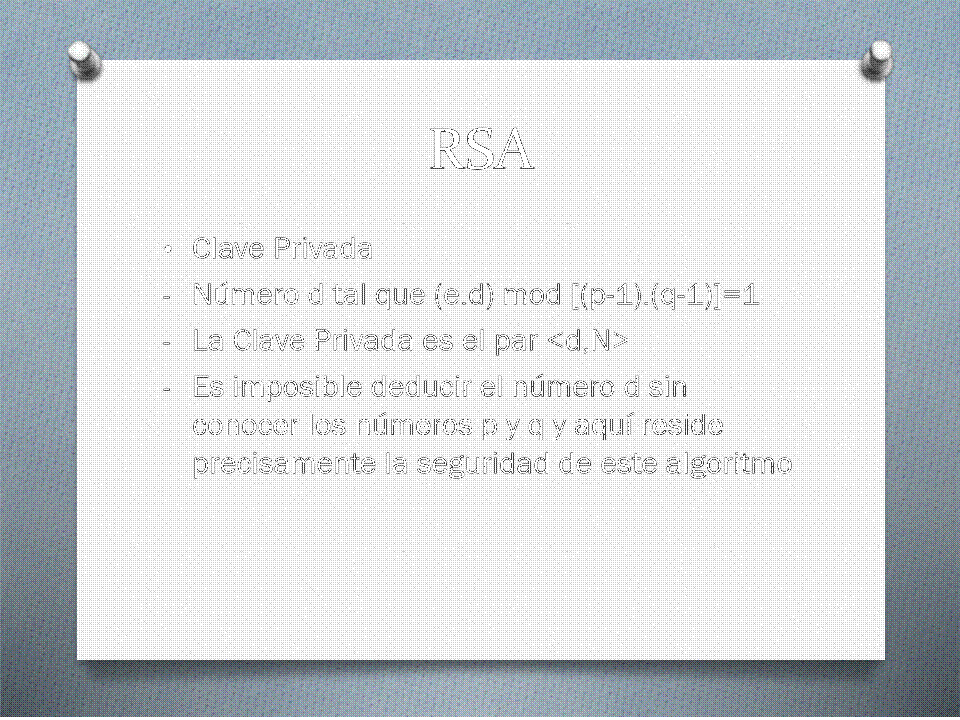 RSA
• Clave Privada
- Número d tal que (e.d) mod [(p-1).(q-1)]=1
- La Clave Privada es el par <d,N>
- Es imposible deducir el número d sin
conocer los números p y q y aquí reside
precisamente la seguridad de este algoritmo